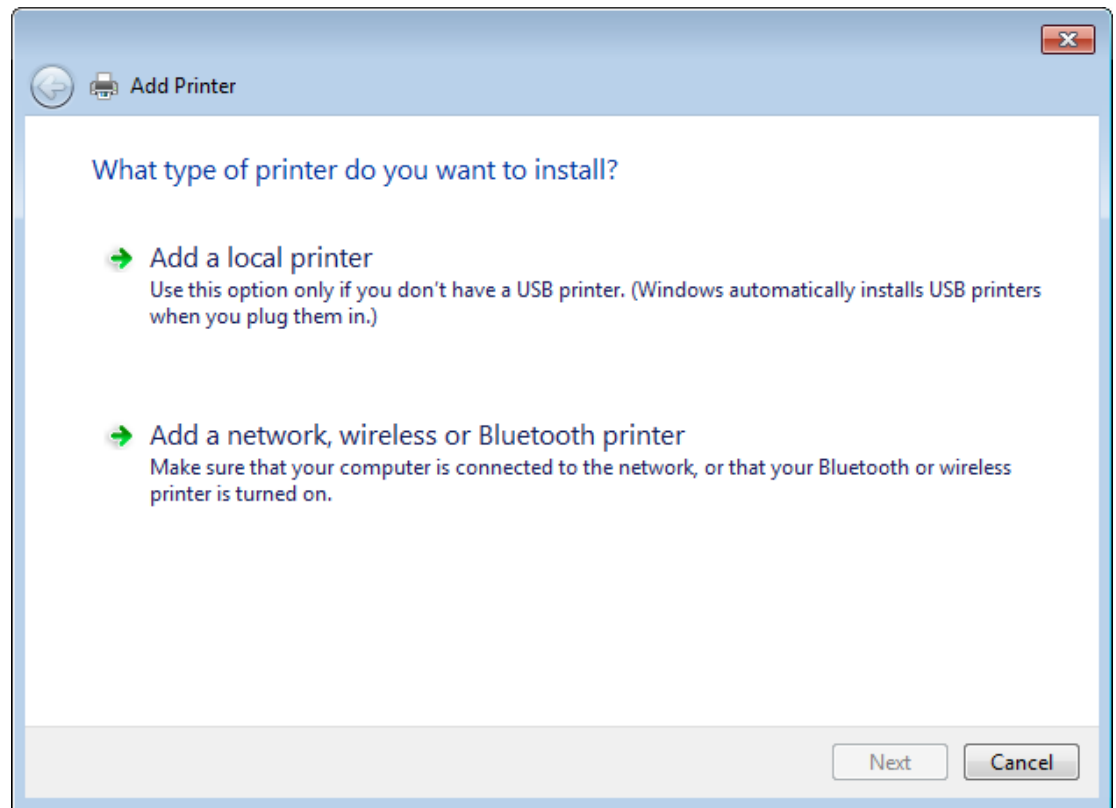 Add Printer
What type of printer do you want to install?
Add a local printer
Use this option only if you don't have a USB printer. (Windows automatically installs USB printers
when you plug them in.)
Add a network, wireless or Bluetooth printer
Make sure that your computer is connected to the network, or that your Bluetooth or wireless
printer is turned on.
Next Cancel